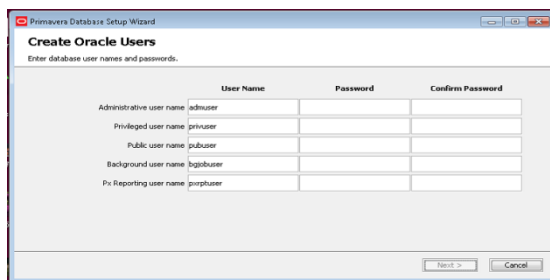 Primavera Database Setup Wizard
Create Oracle Users
Enter database user names and passwords.
User Name Password Confirm Password
Administrative user name admuser
Privileged user name privuser
Public user name pubuser
Background user name bgjobuser
Px Reporting user name pxrptuser
Next > Cancel